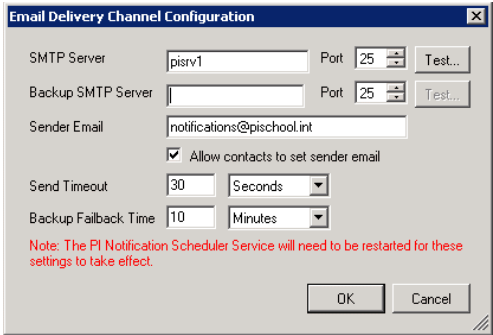 Email Delivery Channel Configuration
SMTP Server pisrv1 Port 25 Test...
Backup SMTP Server Port 25 Test...
Sender Email notifications@pischool.int
Allow contacts to set sender email
Send Timeout 30 Seconds
Backup Failback Time 10 Minutes
Note: The PI Notification Scheduler Service will need to be restarted for these
settings to take effect.
OK Cancel